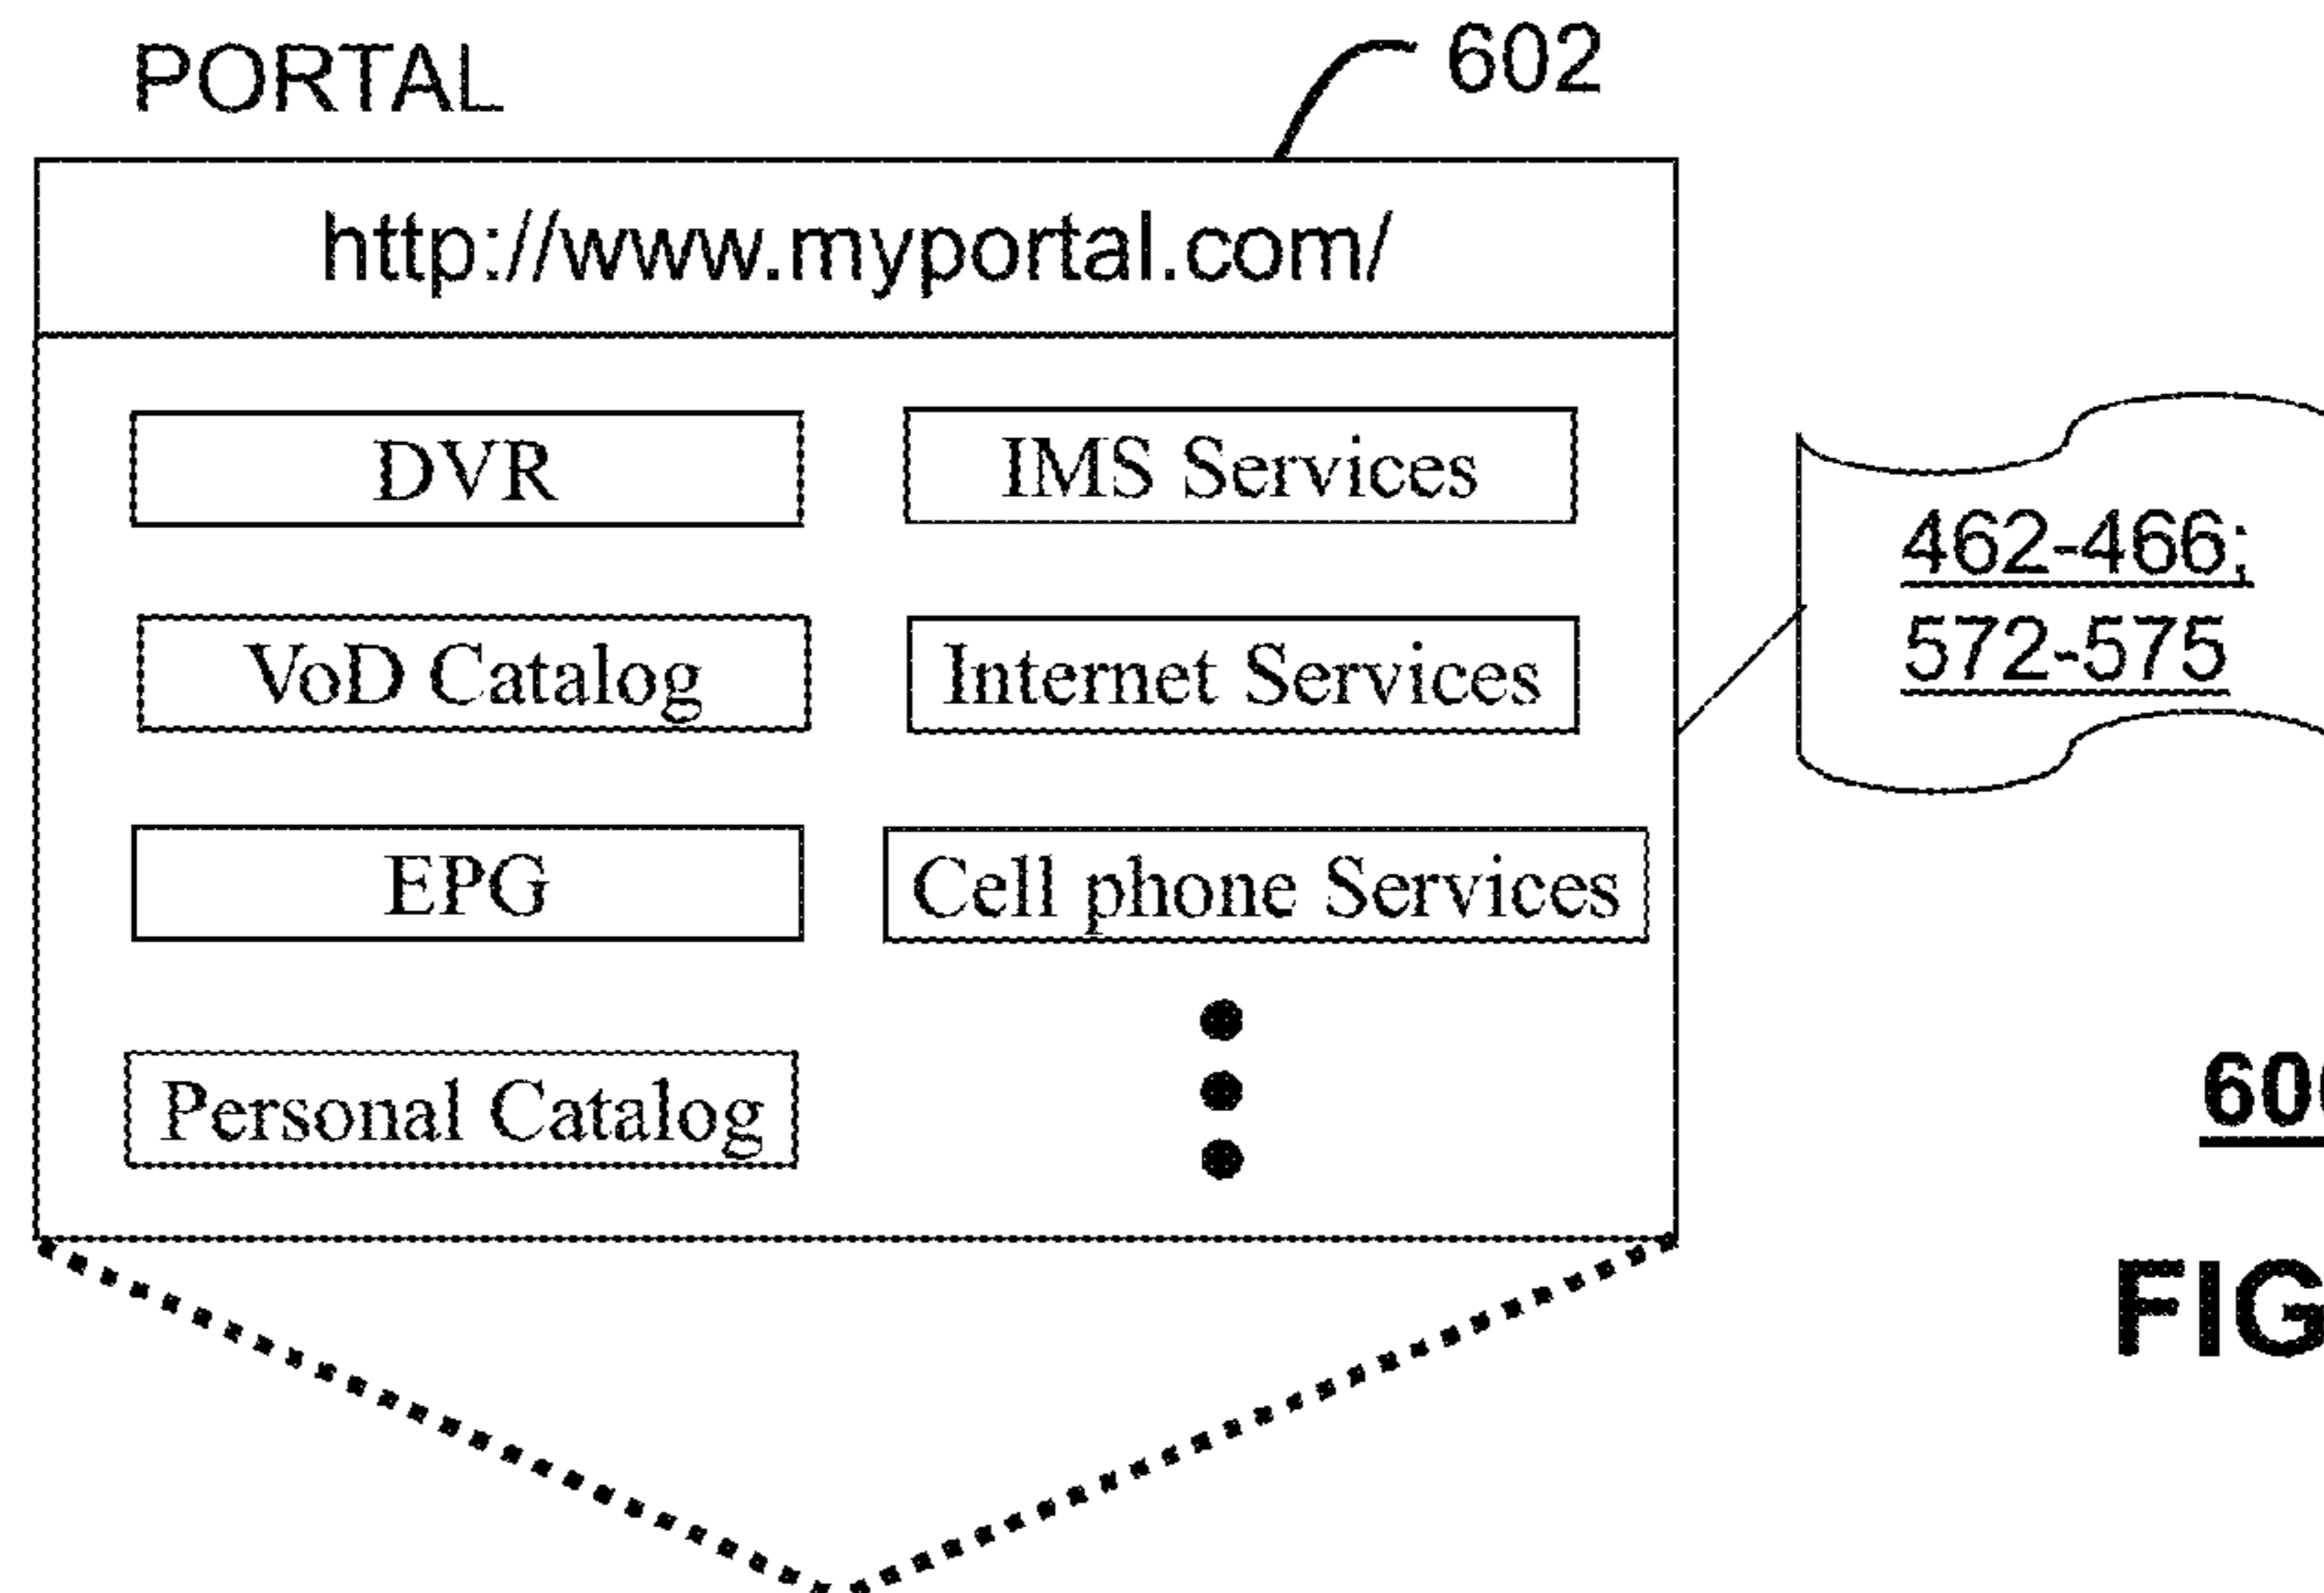 PORTAL
602
http://www.myportal.com/
DVR
IMS Services
462-466;
572-575
VoD Catalog
Internet Services
EPG
Cell phone Services
Personal Catalog
FIG